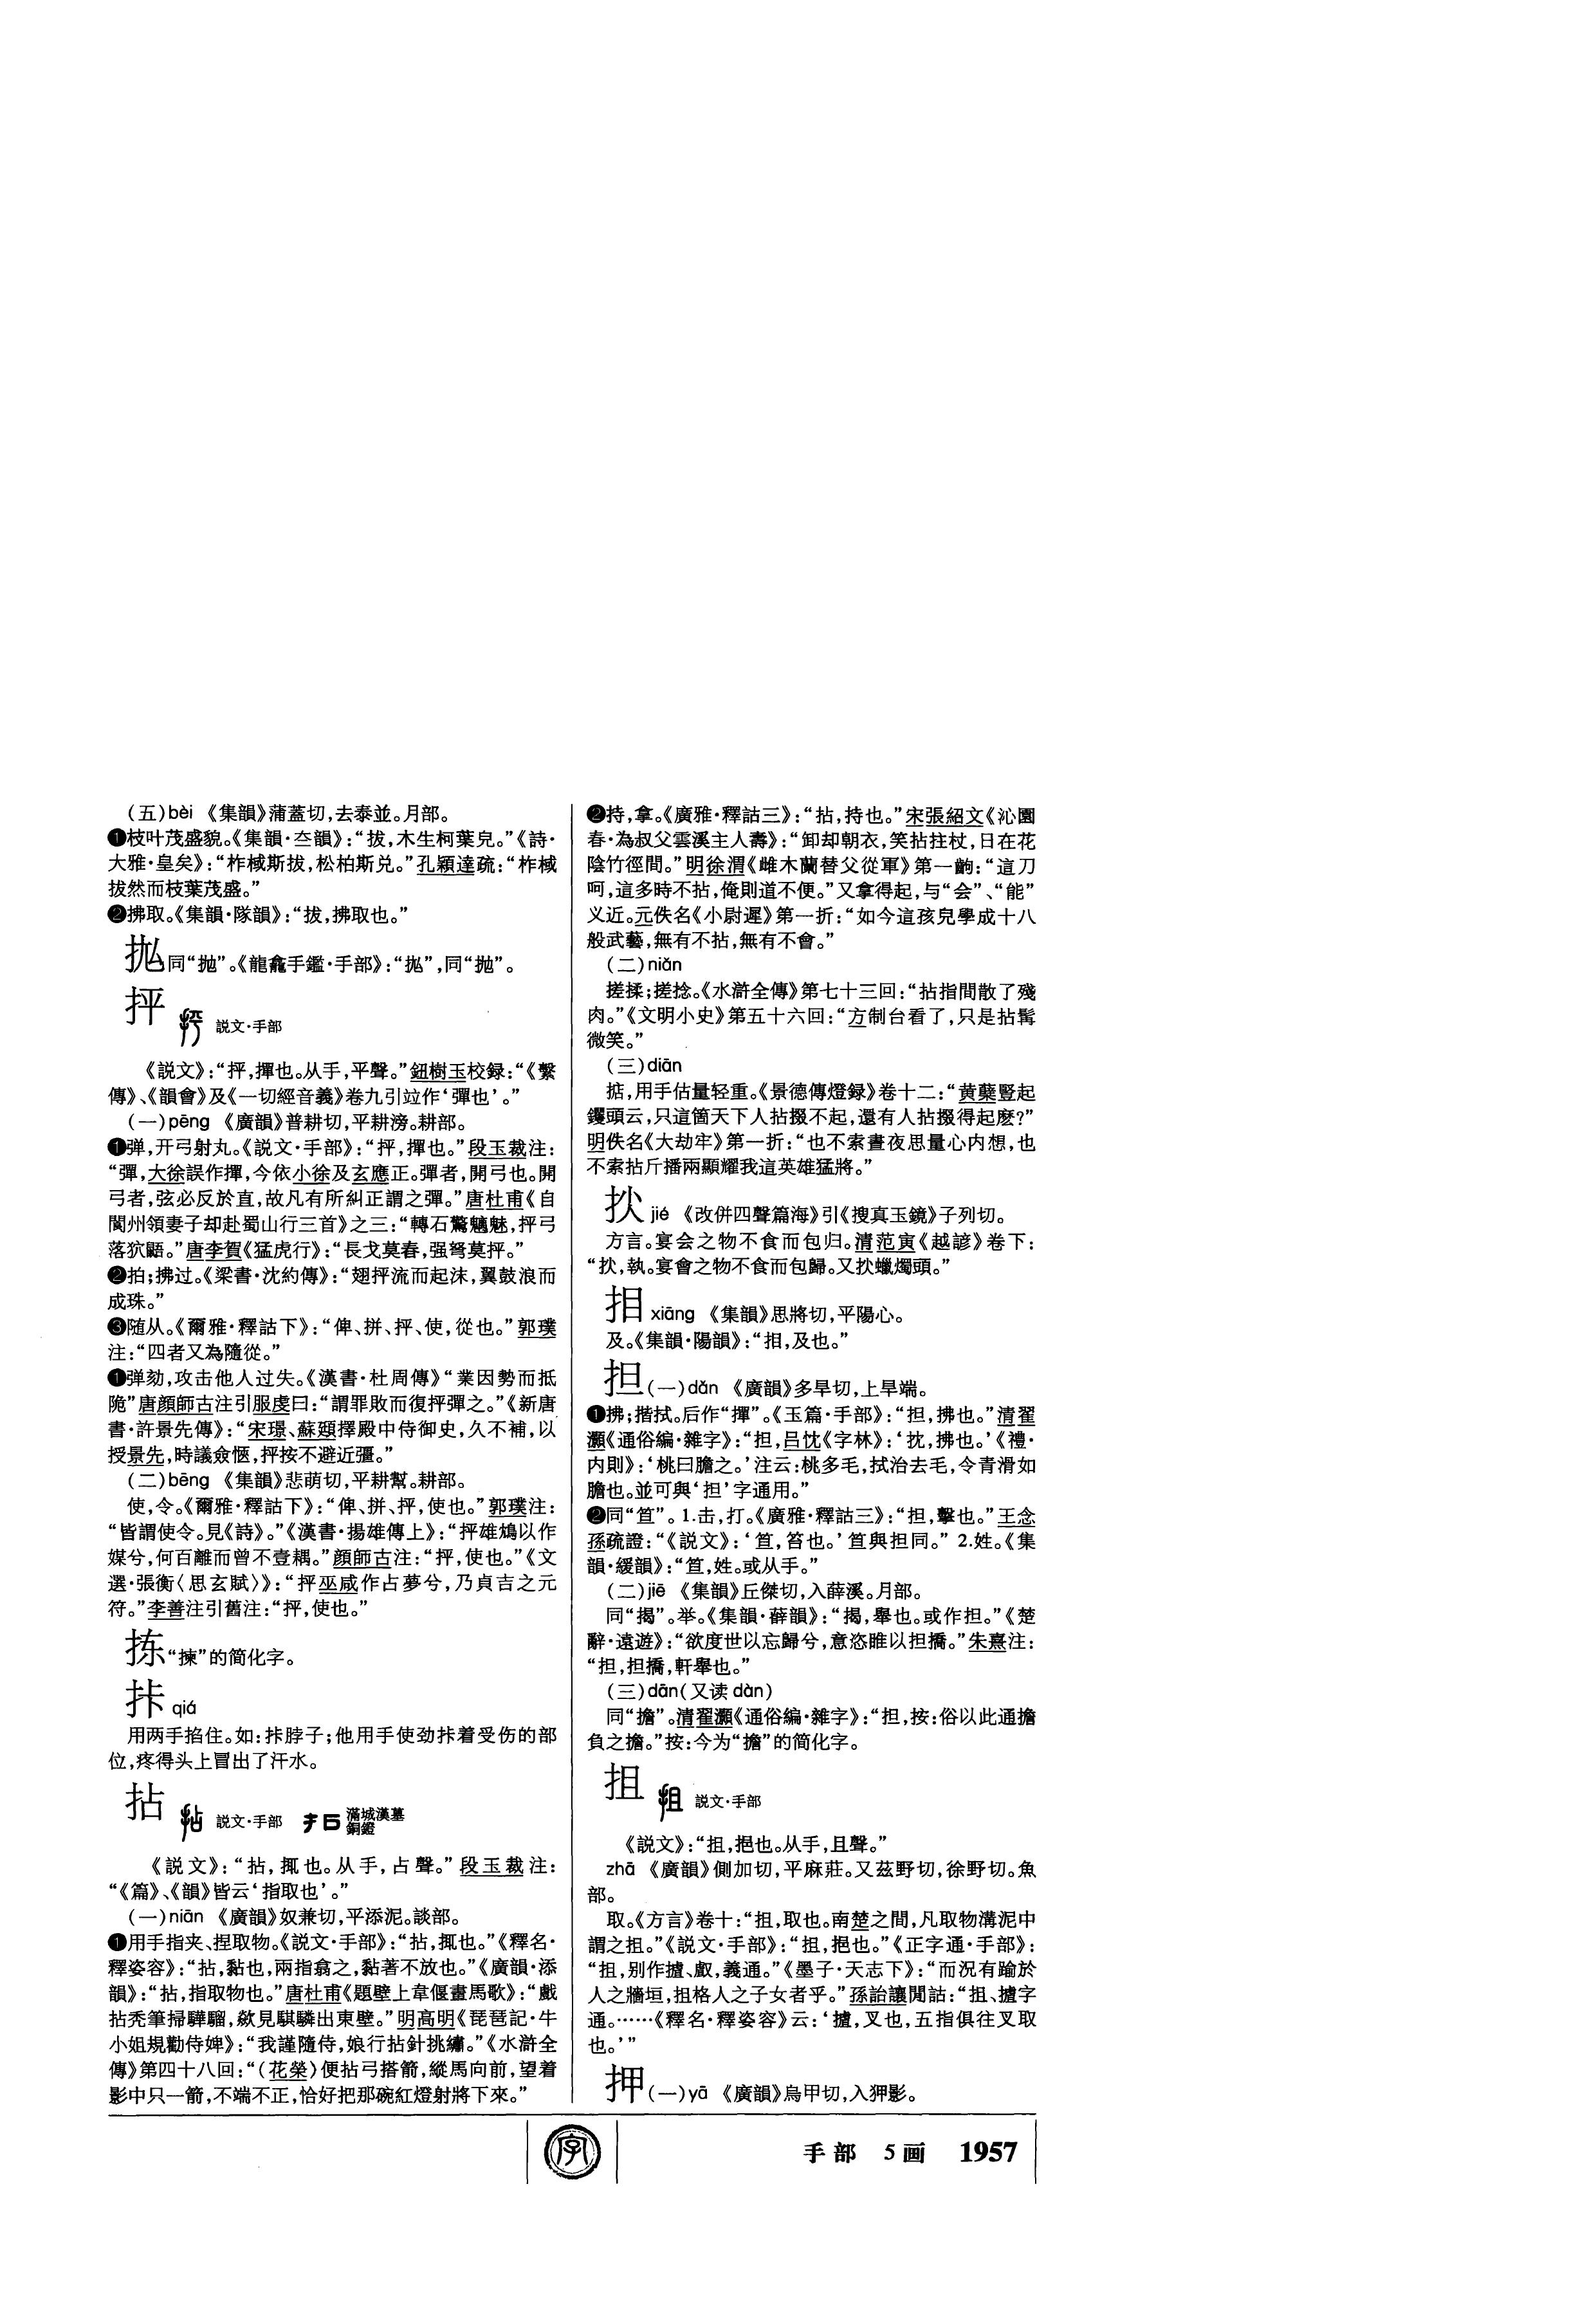 （五）bèi 《集韻》蒲蓋切，去泰並。月部。
❶枝叶茂盛貌。《集韻·夳韻》：“拔，木生柯葉皃。”《詩·
大雅·皇矣》：“柞棫斯拔，松柏斯兑。”孔穎達疏：“柞棫
拔然而枝葉茂盛。”
❷拂取。《集韻·隊韻》：“拔，拂取也。”
𢫦同“抛”。《龍龕手鑑·手部》：“𢫦”，同“抛”。
抨 説文·手部
《説文》：“抨，撣也。从手，平聲。”鈕樹玉校録：“《繫
傳》、《韻會》及《一切經音義》卷九引竝作‘彈也’。”
（一）pēng 《廣韻》普耕切，平耕滂。耕部。
❶弹，开弓射丸。《説文·手部》：“抨，撣也。”段玉裁注：
“彈，大徐誤作撣，今依小徐及玄應正。彈者，開弓也。開
弓者，弦必反於直，故凡有所糾正謂之彈。”唐杜甫《自
閬州領妻子却赴蜀山行三首》之三：“轉石驚魑魅，抨弓
落狖鼯。”唐李賀《猛虎行》：“長戈莫舂，强弩莫抨。”
❷拍；拂过。《梁書·沈約傳》：“翅抨流而起沫，翼鼓浪而
成珠。”
❸随从。《爾雅·釋詁下》：“俾、拼、抨、使，從也。”郭璞
注：“四者又為隨從。”
❶弹劾，攻击他人过失。《漢書·杜周傳》“業因勢而抵
陒”唐顔師古注引服虔曰：“謂罪敗而復抨彈之。”《新唐
書·許景先傳》：“宋璟、蘇頲擇殿中侍御史，久不補，以
授景先，時議僉愜，抨按不避近彊。”
（二）bēng 《集韻》悲萌切，平耕幫。耕部。
使，令。《爾雅·釋詁下》：“俾、拼、抨，使也。”郭璞注：
“皆謂使令。見《詩》。”《漢書·揚雄傳上》：“抨雄鴆以作
媒兮，何百離而曾不壹耦。”顔師古注：“抨，使也。”《文
選·張衡〈思玄賦〉》：“抨巫咸作占夢兮，乃貞吉之元
符。”李善注引舊注：“抨，使也。”
拣“揀”的简化字。
拤 qiá
用两手掐住。如：拤脖子；他用手使劲拤着受伤的部
位，疼得头上冒出了汗水。
拈 説文·手部 滿城漢墓銅鐙
《説文》：“拈，㧖也。从手，占聲。”段玉裁注：
“《篇》、《韻》皆云‘指取也’。”
（一）niān 《廣韻》奴兼切，平添泥。談部。
❶用手指夹、捏取物。《説文·手部》：“拈，㧖也。”《釋名·
釋姿容》：“拈，黏也，兩指翕之，黏著不放也。”《廣韻·添
韻》：“拈，指取物也。”唐杜甫《題壁上韋偃畫馬歌》：“戲
拈禿筆掃驊騮，歘見騏驎出東壁。”明高明《琵琶記·牛
小姐規勸侍婢》：“我謹隨侍，娘行拈針挑繡。”《水滸全
傳》第四十八回：“（花榮）便拈弓搭箭，縱馬向前，望着
影中只一箭，不端不正，恰好把那碗紅燈射將下來。”
❷持，拿。《廣雅·釋詁三》：“拈，持也。”宋張紹文《沁園
春·為叔父雲溪主人壽》：“卸却朝衣，笑拈拄杖，日在花
陰竹徑間。”明徐渭《雌木蘭替父從軍》第一齣：“這刀
呵，這多時不拈，俺則道不便。”又拿得起，与“会”、“能”
义近。元佚名《小尉遲》第一折：“如今這孩兒學成十八
般武藝，無有不拈，無有不會。”
（二）niǎn
搓揉；搓捻。《水滸全傳》第七十三回：“拈指間散了殘
肉。”《文明小史》第五十六回：“方制台看了，只是拈髯
微笑。”
（三）diān
掂，用手估量轻重。《景德傳燈録》卷十二：“黄蘗豎起
钁頭云，只這箇天下人拈掇不起，還有人拈掇得起麽？”
明佚名《大劫牢》第一折：“也不索晝夜思量心内想，也
不索拈斤播兩顯耀我這英雄猛將。”
㧈 jié 《改併四聲篇海》引《搜真玉鏡》子列切。
方言。宴会之物不食而包归。清范寅《越諺》卷下：
“㧈，執。宴會之物不食而包歸。又㧈蠟燭頭。”
𢫫 xiāng 《集韻》思將切，平陽心。
及。《集韻·陽韻》：“𢫫，及也。”
担（一）dǎn 《廣韻》多旱切，上旱端。
❶拂；揩拭。后作“撣”。《玉篇·手部》：“担，拂也。”清翟
灝《通俗編·雜字》：“担，吕忱《字林》：‘抌，拂也。’《禮·
内則》：‘桃曰膽之。’注云：桃多毛，拭治去毛，令青滑如
膽也。並可與‘担’字通用。”
❷同“笪”。1.击，打。《廣雅·釋詁三》：“担，擊也。”王念
孫疏證：“《説文》：‘笪，笞也。’笪與担同。” 2.姓。《集
韻·緩韻》：“笪，姓。或从手。”
（二）jiē 《集韻》丘傑切，入薛溪。月部。
同“揭”。举。《集韻·薛韻》：“揭，舉也。或作担。”《楚
辭·遠遊》：“欲度世以忘歸兮，意恣睢以担撟。”朱熹注：
“担，担撟，軒舉也。”
（三）dān（又读 dàn）
同“擔”。清翟灝《通俗編·雜字》：“担，按：俗以此通擔
負之擔。”按：今为“擔”的简化字。
抯 説文·手部
《説文》：“抯，挹也。从手，且聲。”
zhā 《廣韻》側加切，平麻莊。又茲野切，徐野切。魚
部。
取。《方言》卷十：“抯，取也。南楚之間，凡取物溝泥中
謂之抯。”《説文·手部》：“抯，挹也。”《正字通·手部》：
“抯，别作摣、戲，義通。”《墨子·天志下》：“而況有踰於
人之牆垣，抯格人之子女者乎。”孫詒讓閒詁：“抯、摣字
通。……《釋名·釋姿容》云：‘摣，叉也，五指俱往叉取
也。’”
押（一）yā 《廣韻》烏甲切，入狎影。
字
手部 5画 1957